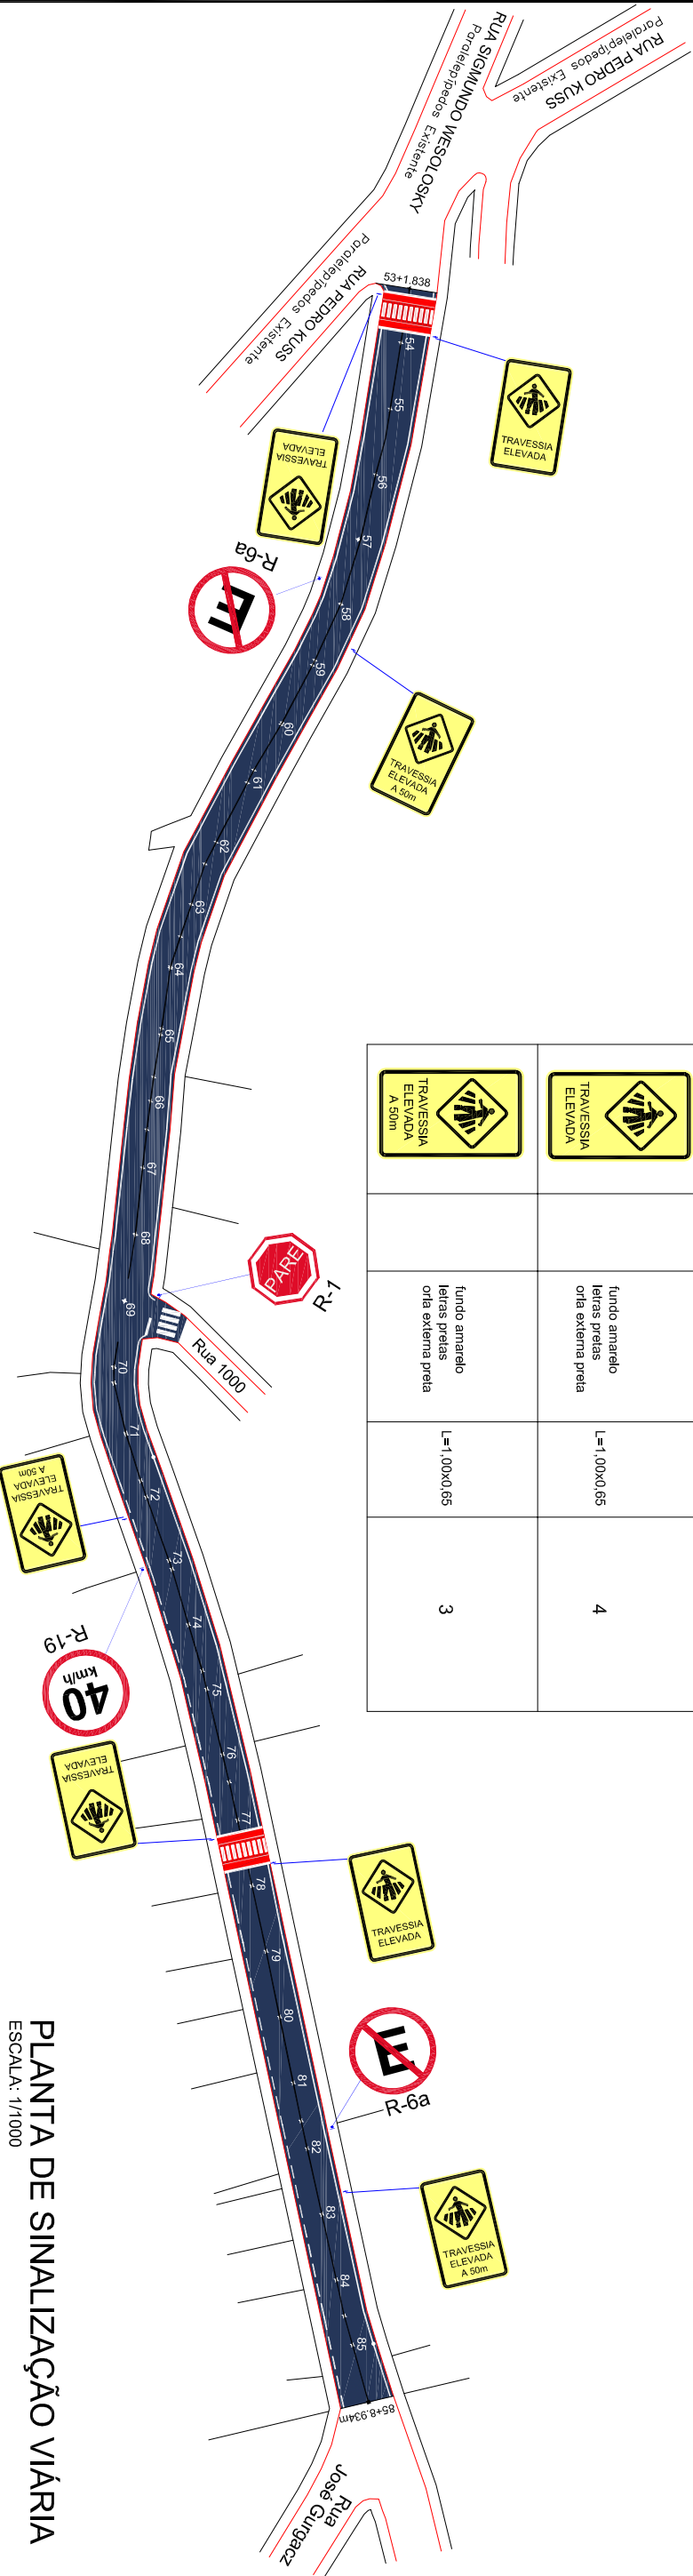 RUA PEDRO KUSS
Paralelepípedos Existente
RUA SIGMUNDO WESOLOSKY
Paralelepípedos Existente
RUA PEDRO KUSS
Paralelepípedos Existente
53+1.838
54
TRAVESSIA
ELEVADA
55
TRAVESSIA
ELEVADA
56
57
R-6a
E
58
59
TRAVESSIA
ELEVADA
A 50m
60
61
62
63
64
65
66
67
68
PARE
R-1
69
Rua 1000
70
71
72
TRAVESSIA
ELEVADA
A 50m
73
R-19
40
km/h
74
75
76
TRAVESSIA
ELEVADA
77
78
TRAVESSIA
ELEVADA
79
80
E
R-6a
81
82
83
TRAVESSIA
ELEVADA
A 50m
84
85
85+8.934m
Rua
José Gurgacz
TRAVESSIA
ELEVADA
fundo amarelo
letras pretas
orla externa preta
L=1,00x0,65
4
TRAVESSIA
ELEVADA
A 50m
fundo amarelo
letras pretas
orla externa preta
L=1,00x0,65
3
PLANTA DE SINALIZAÇÃO VIÁRIA
ESCALA: 1/1000